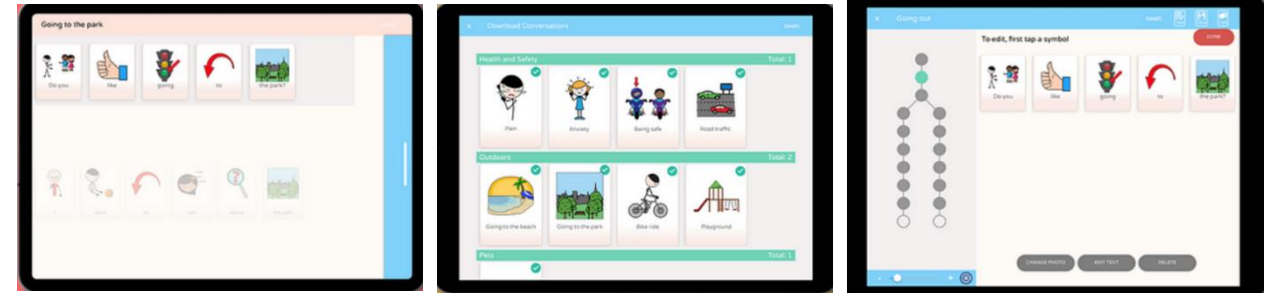 Going to the park
Do you like going to the park?
to the park
Download Conversations
Health and Safety Total: 1
Pain Anxiety Being safe Road traffic
Outdoors Total: 2
Going to the beach Going to the park Bike ride Playground
Pets Total: 1
Going out
To edit, first tap a symbol
DONE
Do you like going to the park?
CHANGE PHOTO EDIT TEXT DELETE